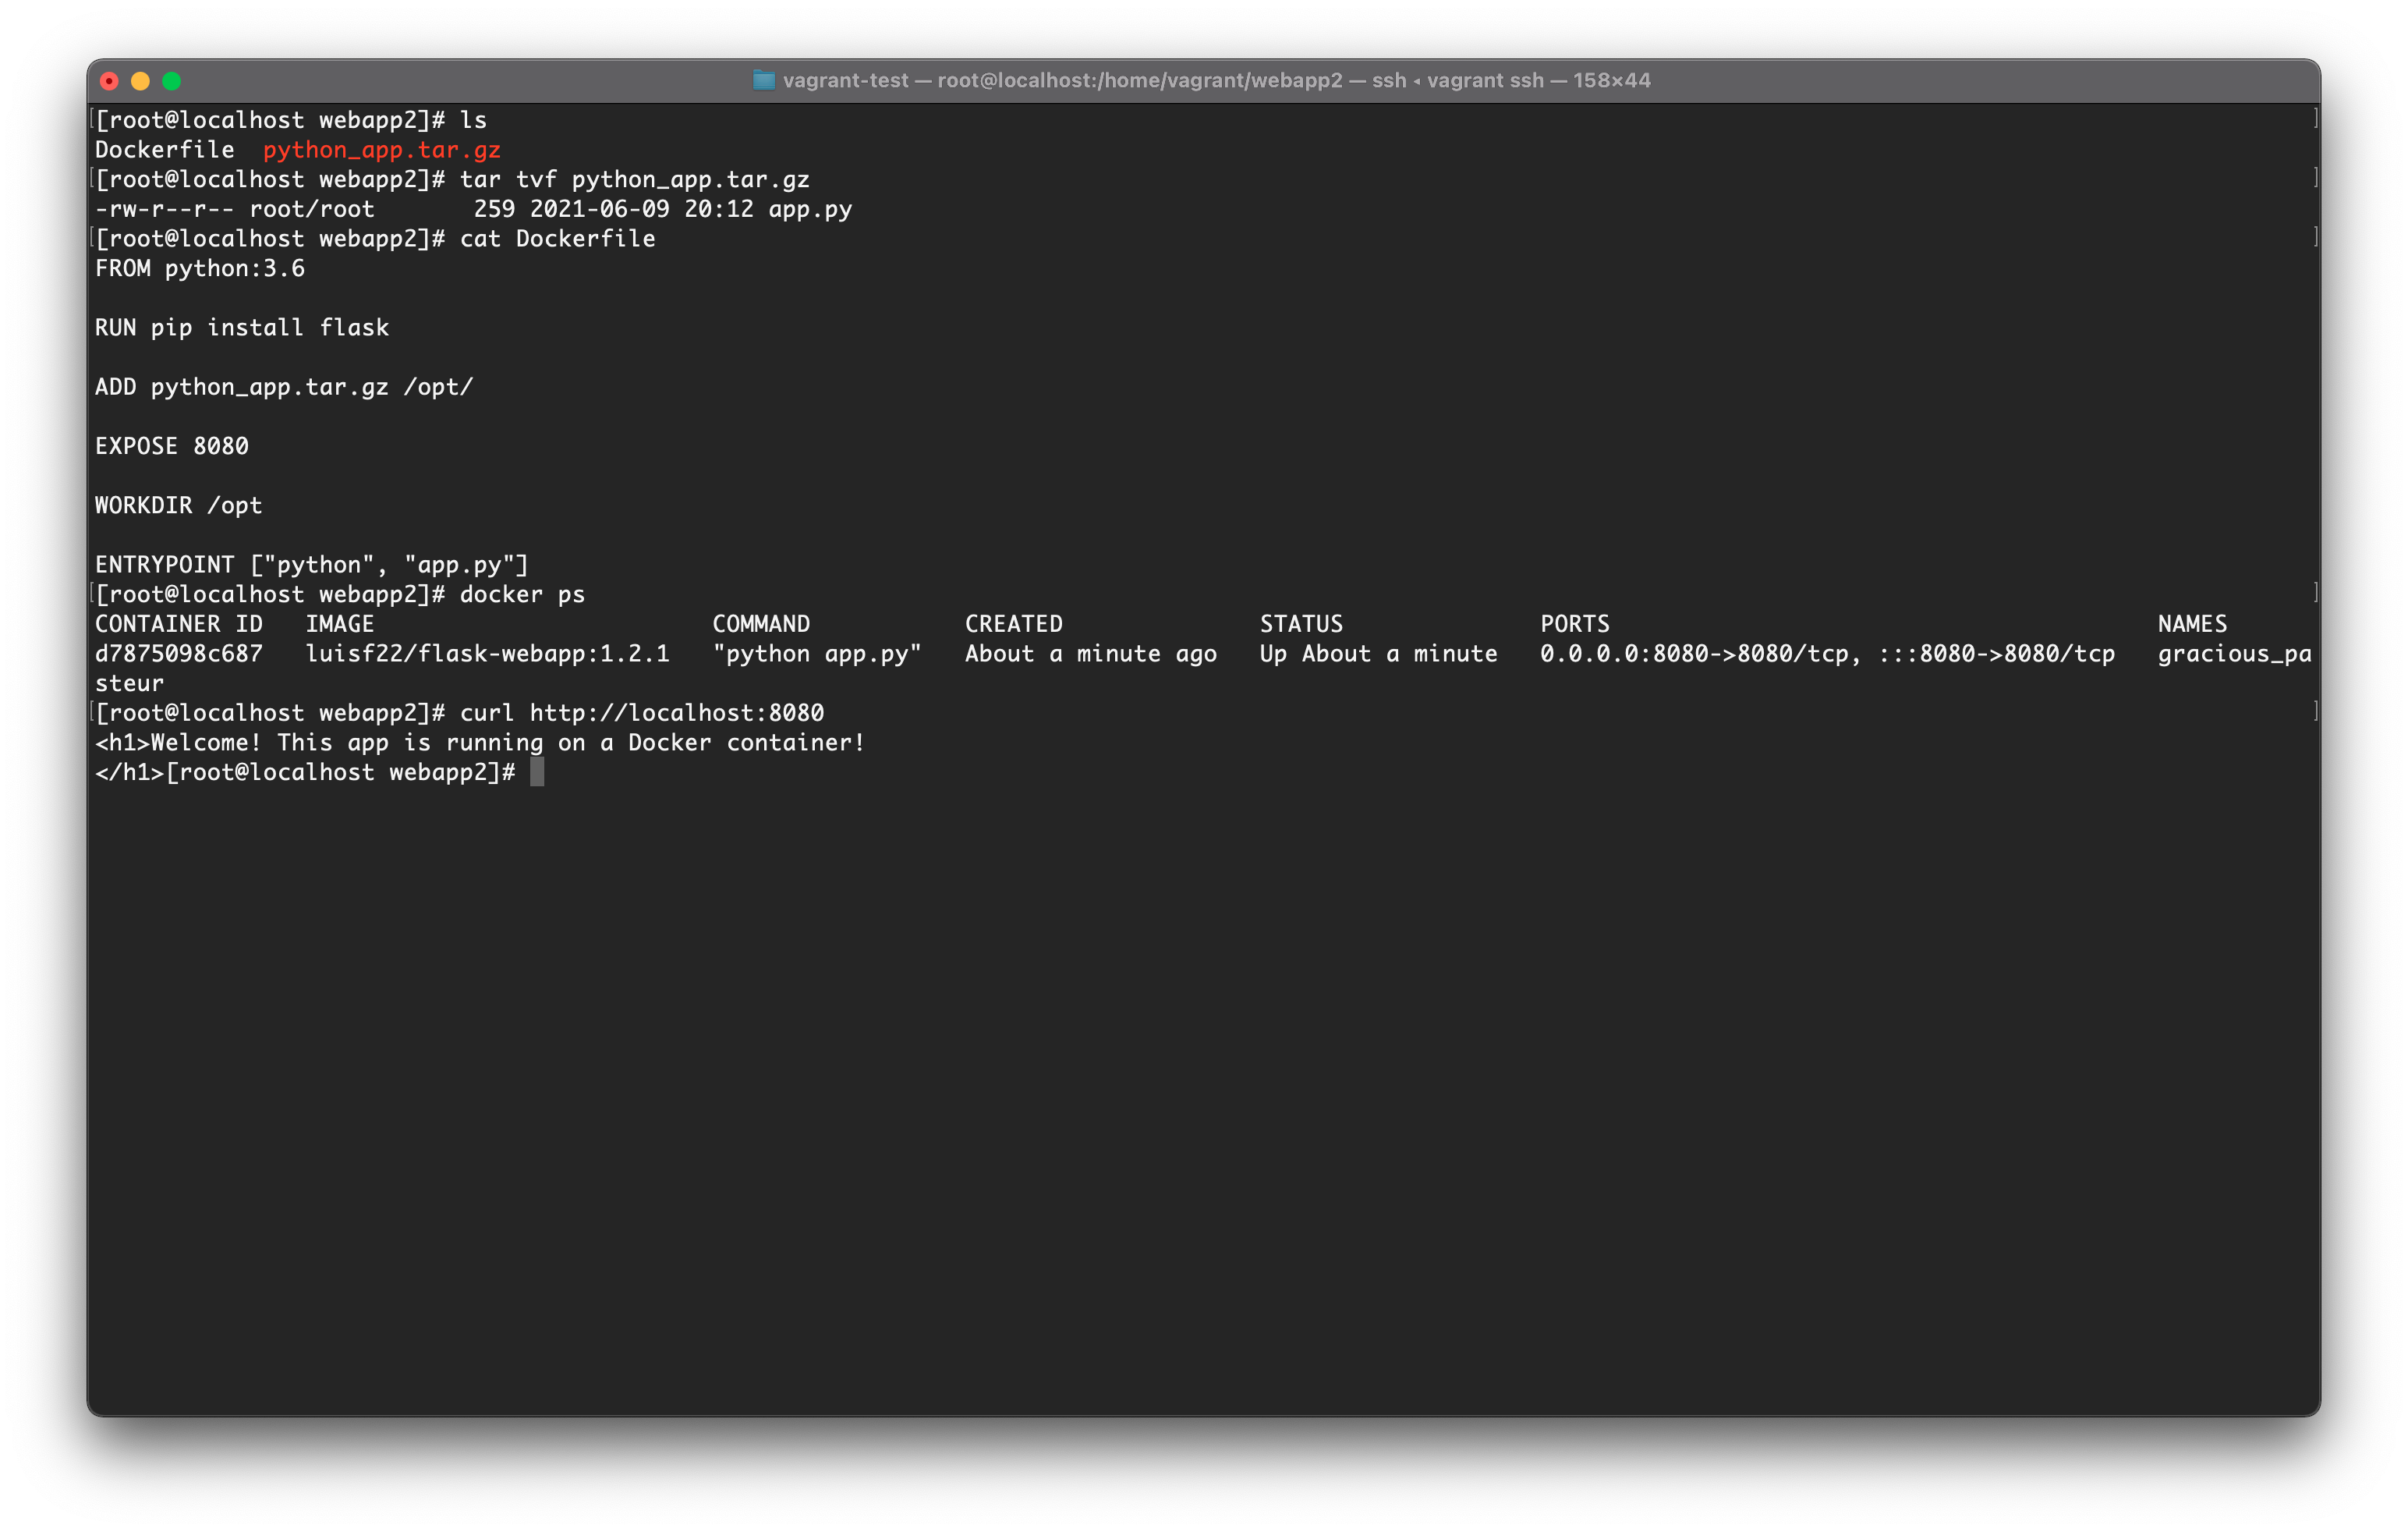 vagrant-test — root@localhost:/home/vagrant/webapp2 — ssh ◂ vagrant ssh — 158×44
[root@localhost webapp2]# ls
Dockerfile  python_app.tar.gz
[root@localhost webapp2]# tar tvf python_app.tar.gz
-rw-r--r-- root/root       259 2021-06-09 20:12 app.py
[root@localhost webapp2]# cat Dockerfile
FROM python:3.6
RUN pip install flask
ADD python_app.tar.gz /opt/
EXPOSE 8080
WORKDIR /opt
ENTRYPOINT ["python", "app.py"]
[root@localhost webapp2]# docker ps
CONTAINER ID   IMAGE                        COMMAND           CREATED              STATUS              PORTS                                       NAMES
d7875098c687   luisf22/flask-webapp:1.2.1   "python app.py"   About a minute ago   Up About a minute   0.0.0.0:8080->8080/tcp, :::8080->8080/tcp   gracious_pa
steur
[root@localhost webapp2]# curl http://localhost:8080
<h1>Welcome! This app is running on a Docker container!
</h1>[root@localhost webapp2]#